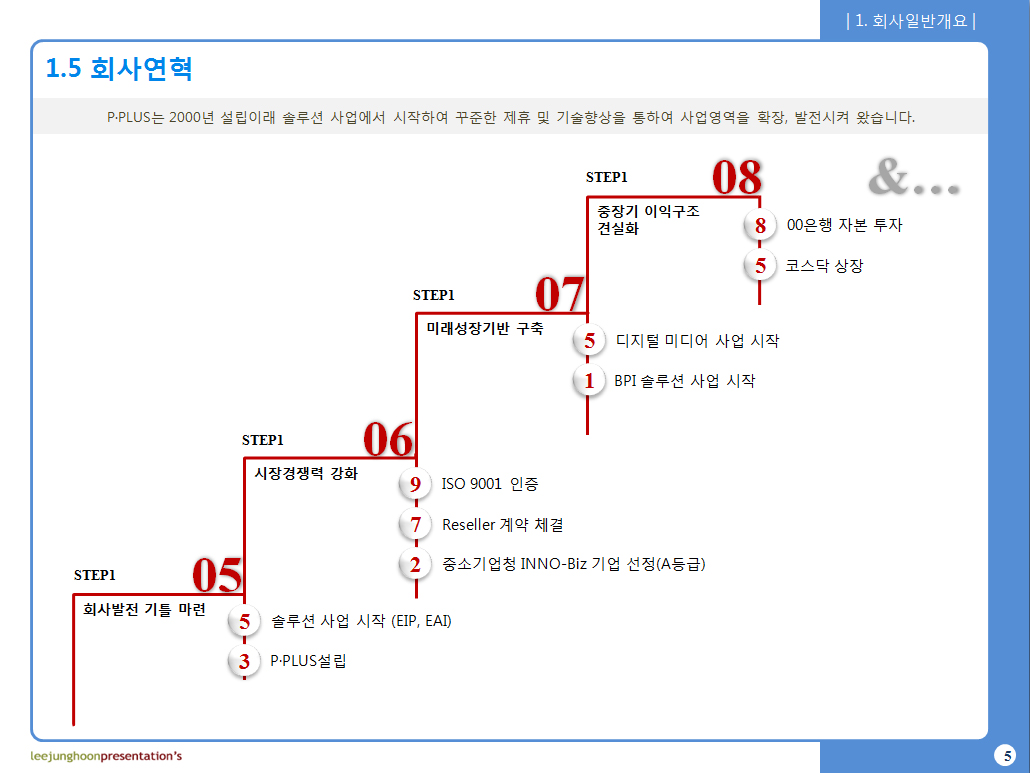 | 1. 회사일반개요 |
1.5 회사연혁
P·PLUS는 2000년 설립이래 솔루션 사업에서 시작하여 꾸준한 제휴 및 기술향상을 통하여 사업영역을 확장, 발전시켜 왔습니다.
&...
STEP1
08
중장기 이익구조
견실화
8 00은행 자본 투자
5 코스닥 상장
STEP1
07
미래성장기반 구축
5 디지털 미디어 사업 시작
1 BPI 솔루션 사업 시작
STEP1
06
시장경쟁력 강화
9 ISO 9001 인증
7 Reseller 계약 체결
2 중소기업청 INNO-Biz 기업 선정(A등급)
STEP1
05
회사발전 기틀 마련
5 솔루션 사업 시작 (EIP, EAI)
3 P·PLUS설립
leejunghoonpresentation's
5